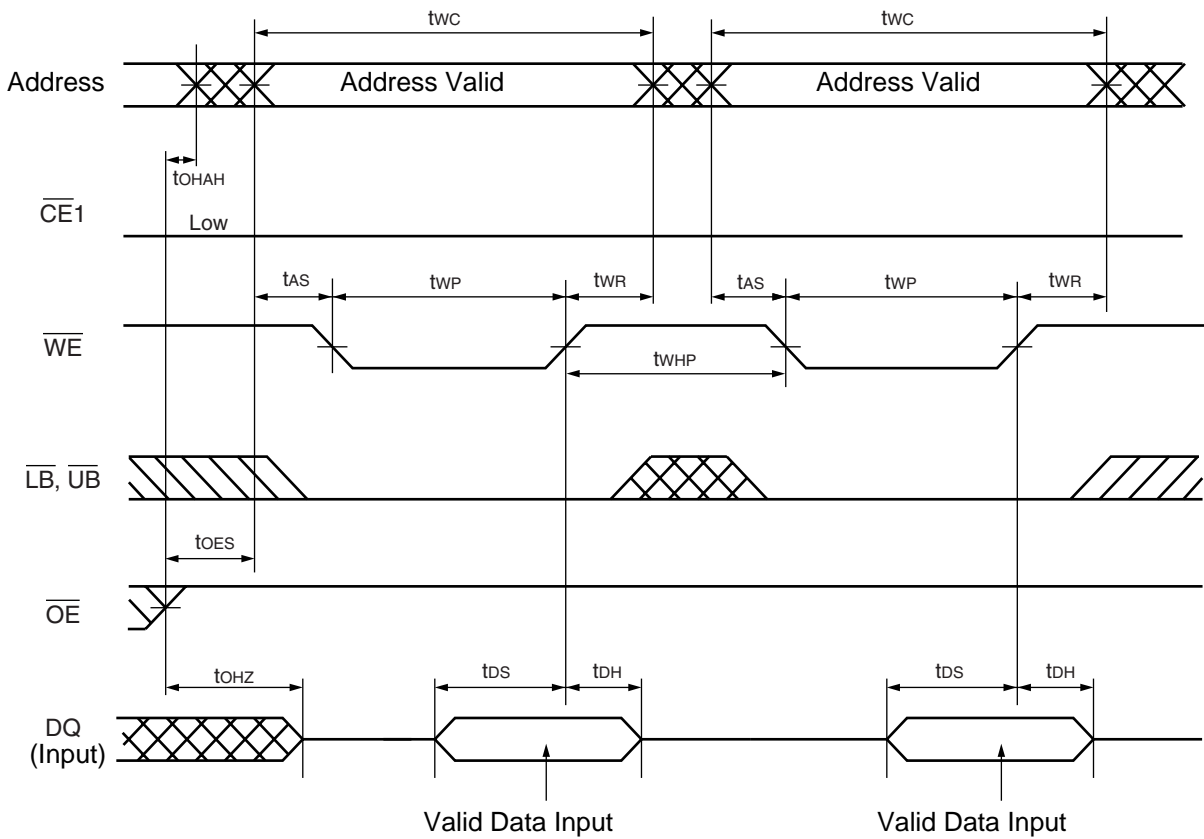 tWC tWC
Address Address Valid Address Valid
tOHAH
CE1 Low
tAS tWP tWR tAS tWP tWR
WE
tWHP
LB, UB
tOES
OE
tOHZ tDS tDH tDS tDH
DQ
(Input)
Valid Data Input Valid Data Input